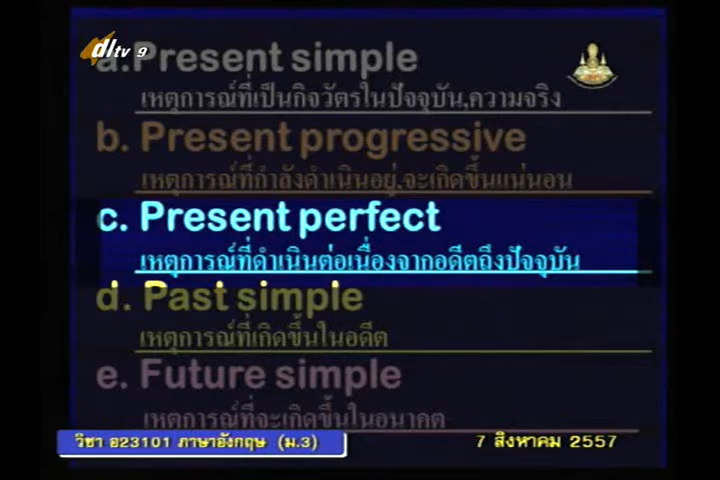 dltv 9
a.Present simple
เหตุการณ์ที่เป็นกิจวัตรในปัจจุบัน,ความจริง
b. Present progressive
เหตุการณ์ที่กำลังดำเนินอยู่,จะเกิดขึ้นแน่นอน
c. Present perfect
เหตุการณ์ที่ดำเนินต่อเนื่องจากอดีตถึงปัจจุบัน
d. Past simple
เหตุการณ์ที่เกิดขึ้นในอดีต
e. Future simple
เหตุการณ์ที่จะเกิดขึ้นในอนาคต
วิชา อ23101 ภาษาอังกฤษ (ม.3)
7 สิงหาคม 2557